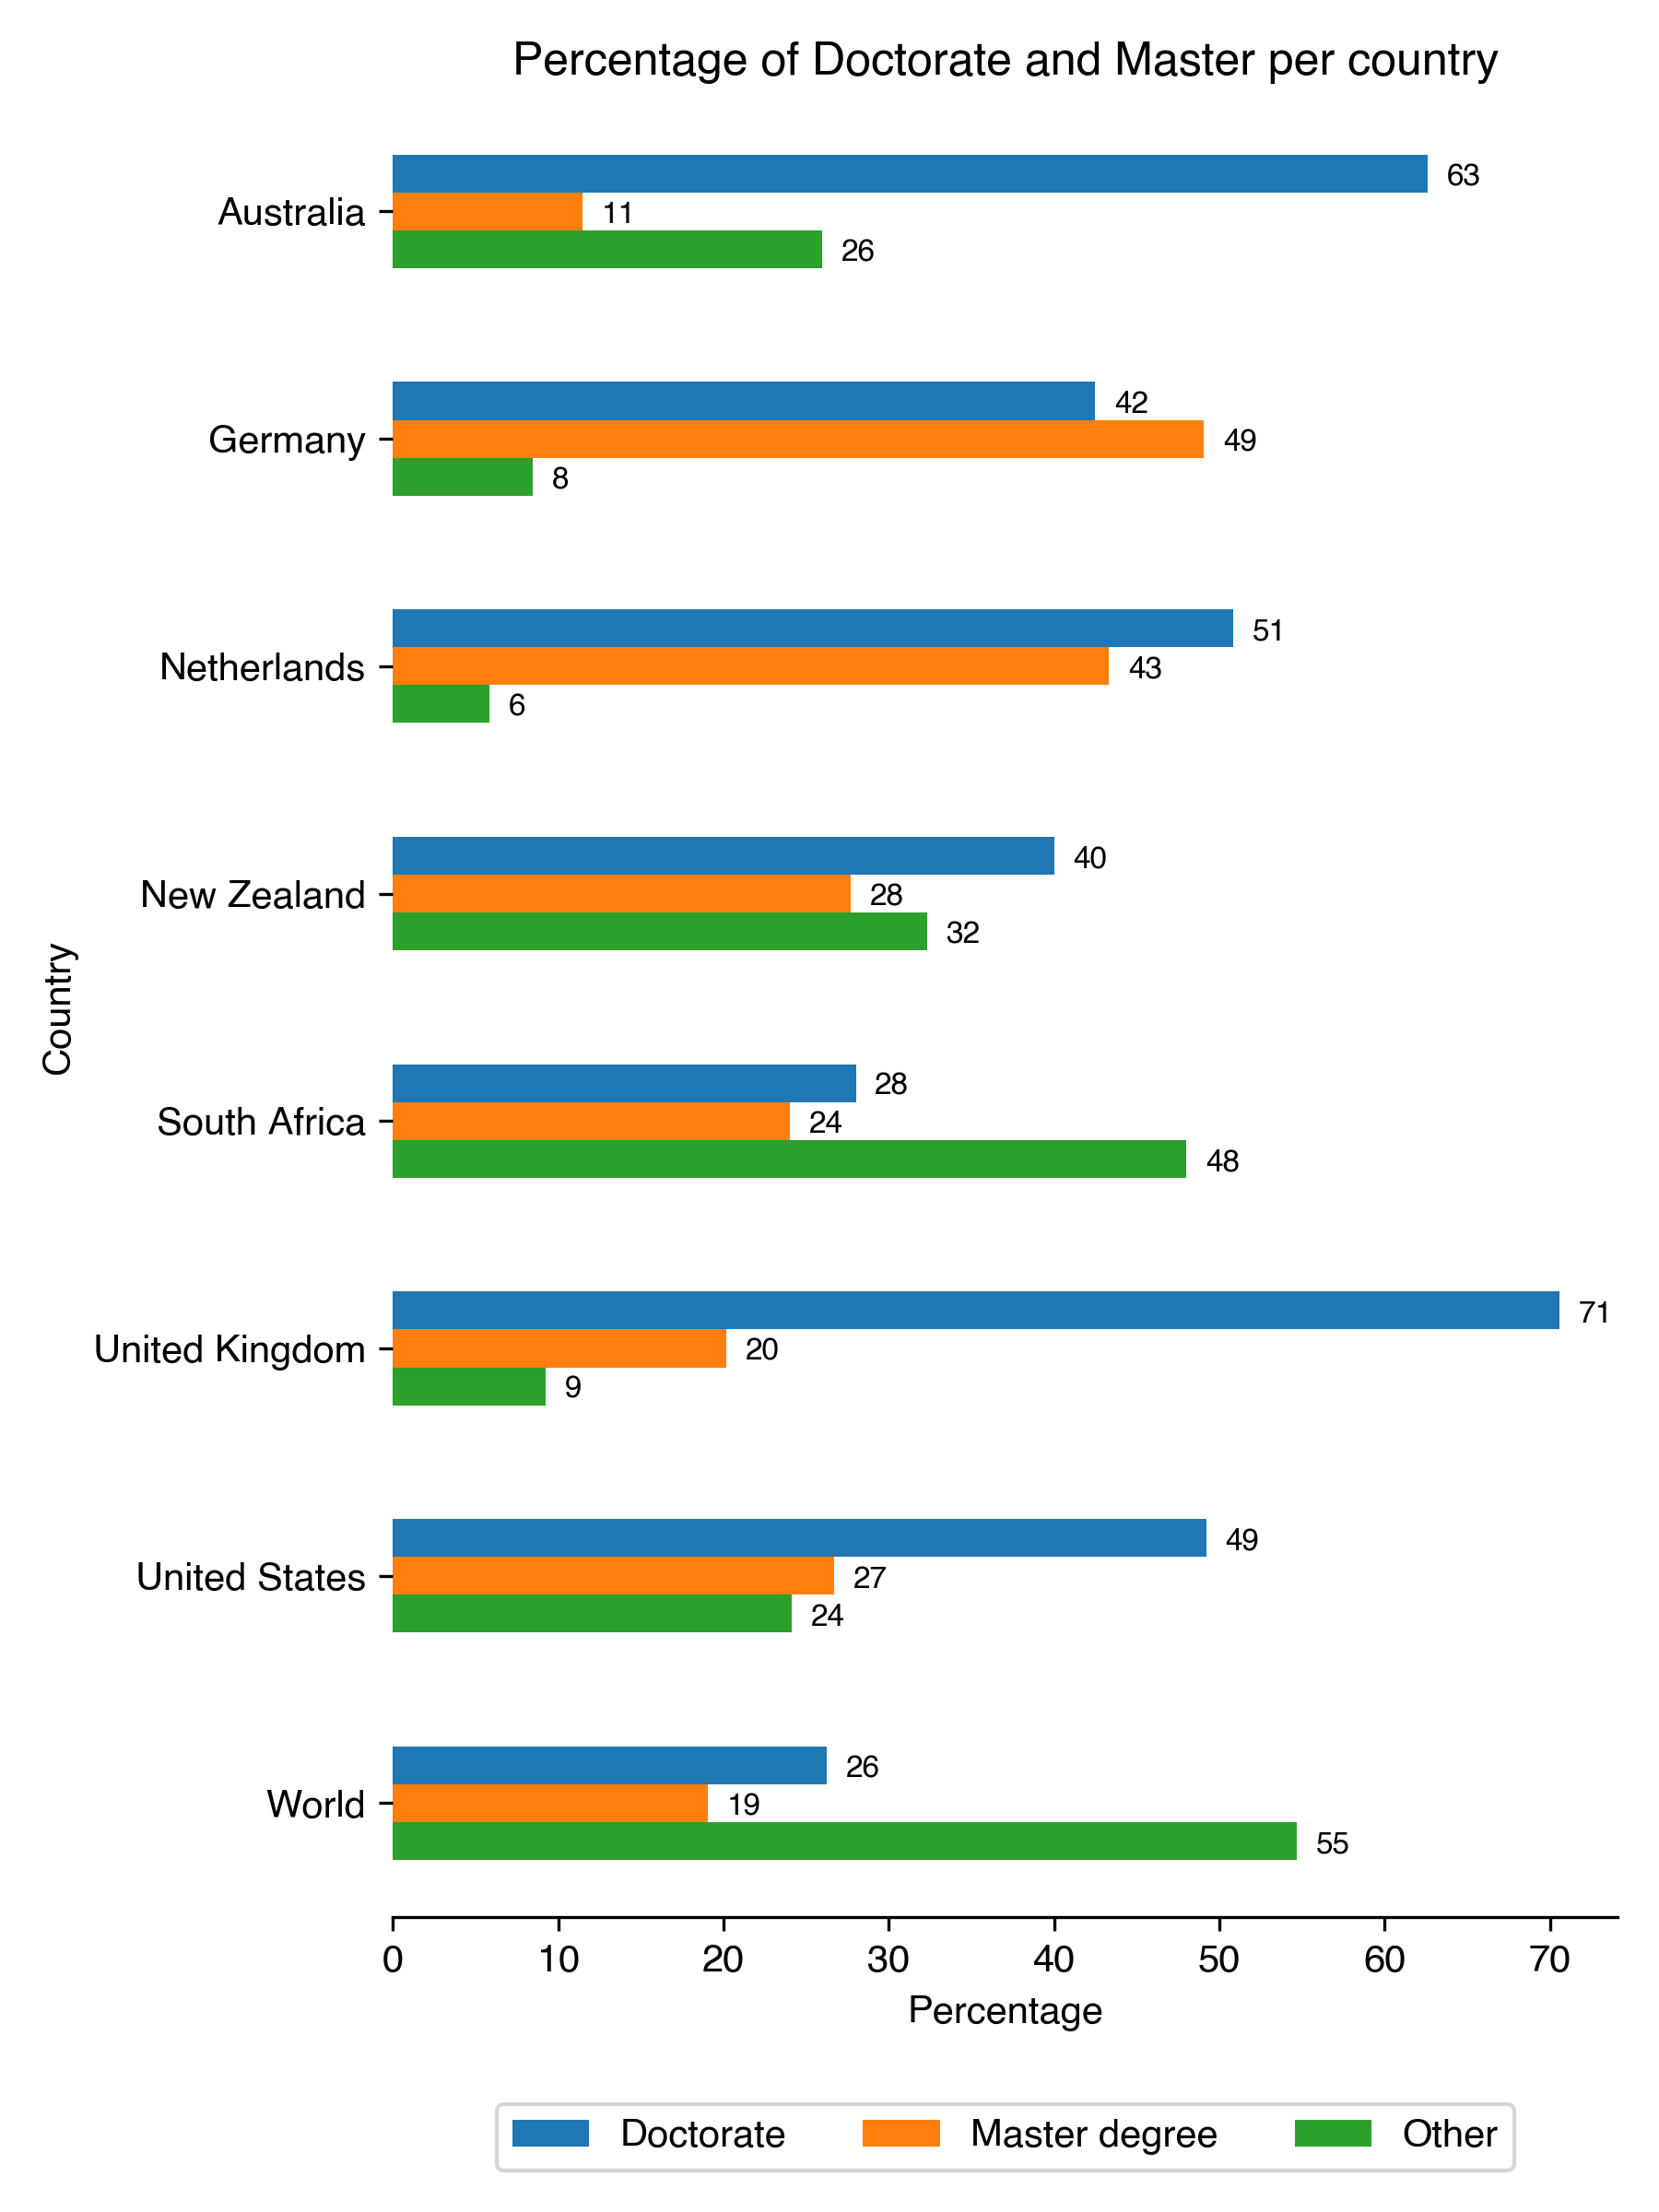 Percentage of Doctorate and Master per country
Australia
63
11
26
Germany
42
49
8
Netherlands
51
43
6
New Zealand
40
28
32
Country
South Africa
28
24
48
United Kingdom
71
20
9
United States
49
27
24
World
26
19
55
0 10 20 30 40 50 60 70
Percentage
Doctorate Master degree Other